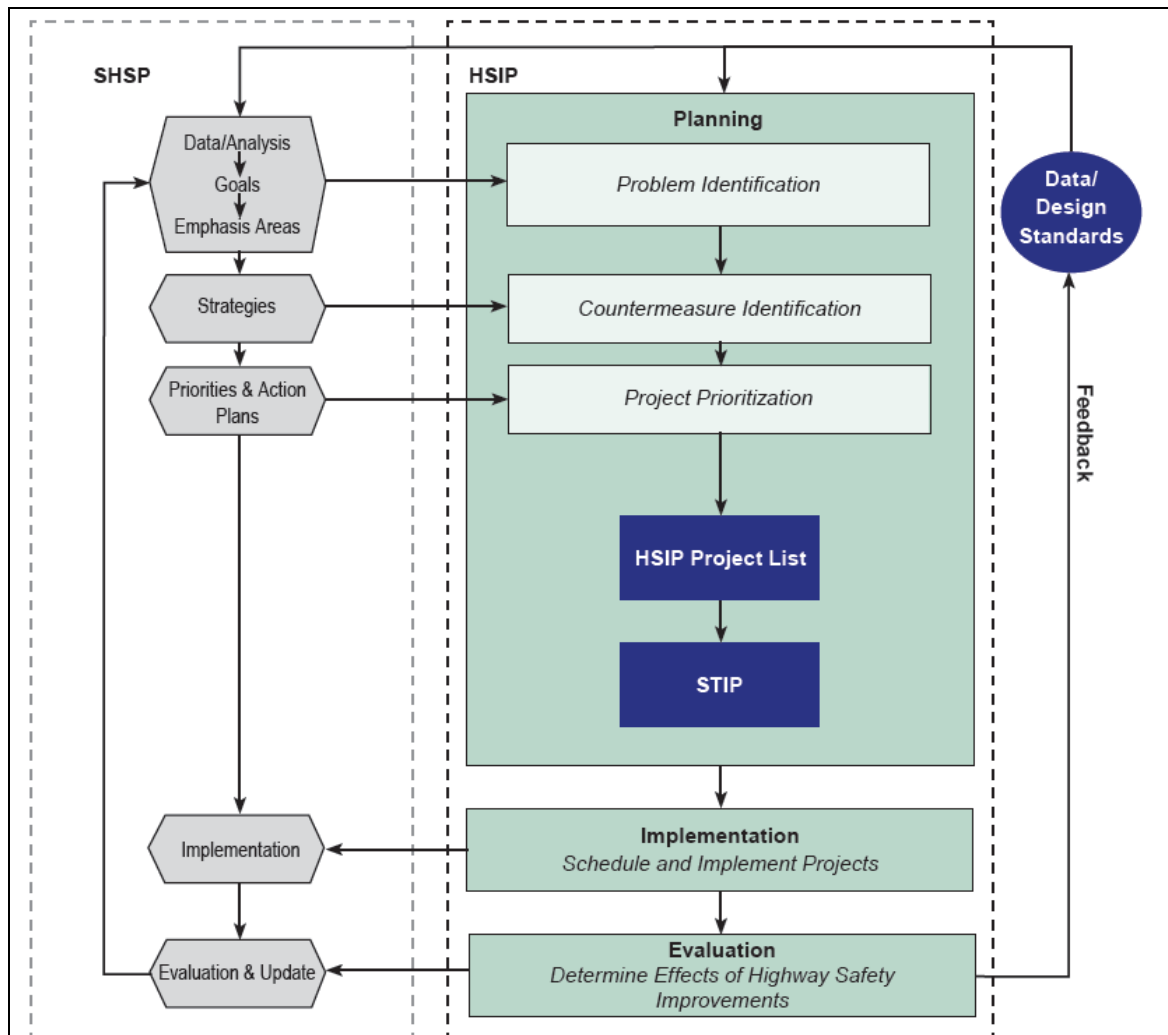 SHSP
Data/Analysis
Goals
Emphasis Areas
Strategies
Priorities & Action
Plans
Implementation
Evaluation & Update
HSIP
Planning
Problem Identification
Countermeasure Identification
Project Prioritization
HSIP Project List
STIP
Implementation
Schedule and Implement Projects
Evaluation
Determine Effects of Highway Safety
Improvements
Data/
Design
Standards
Feedback